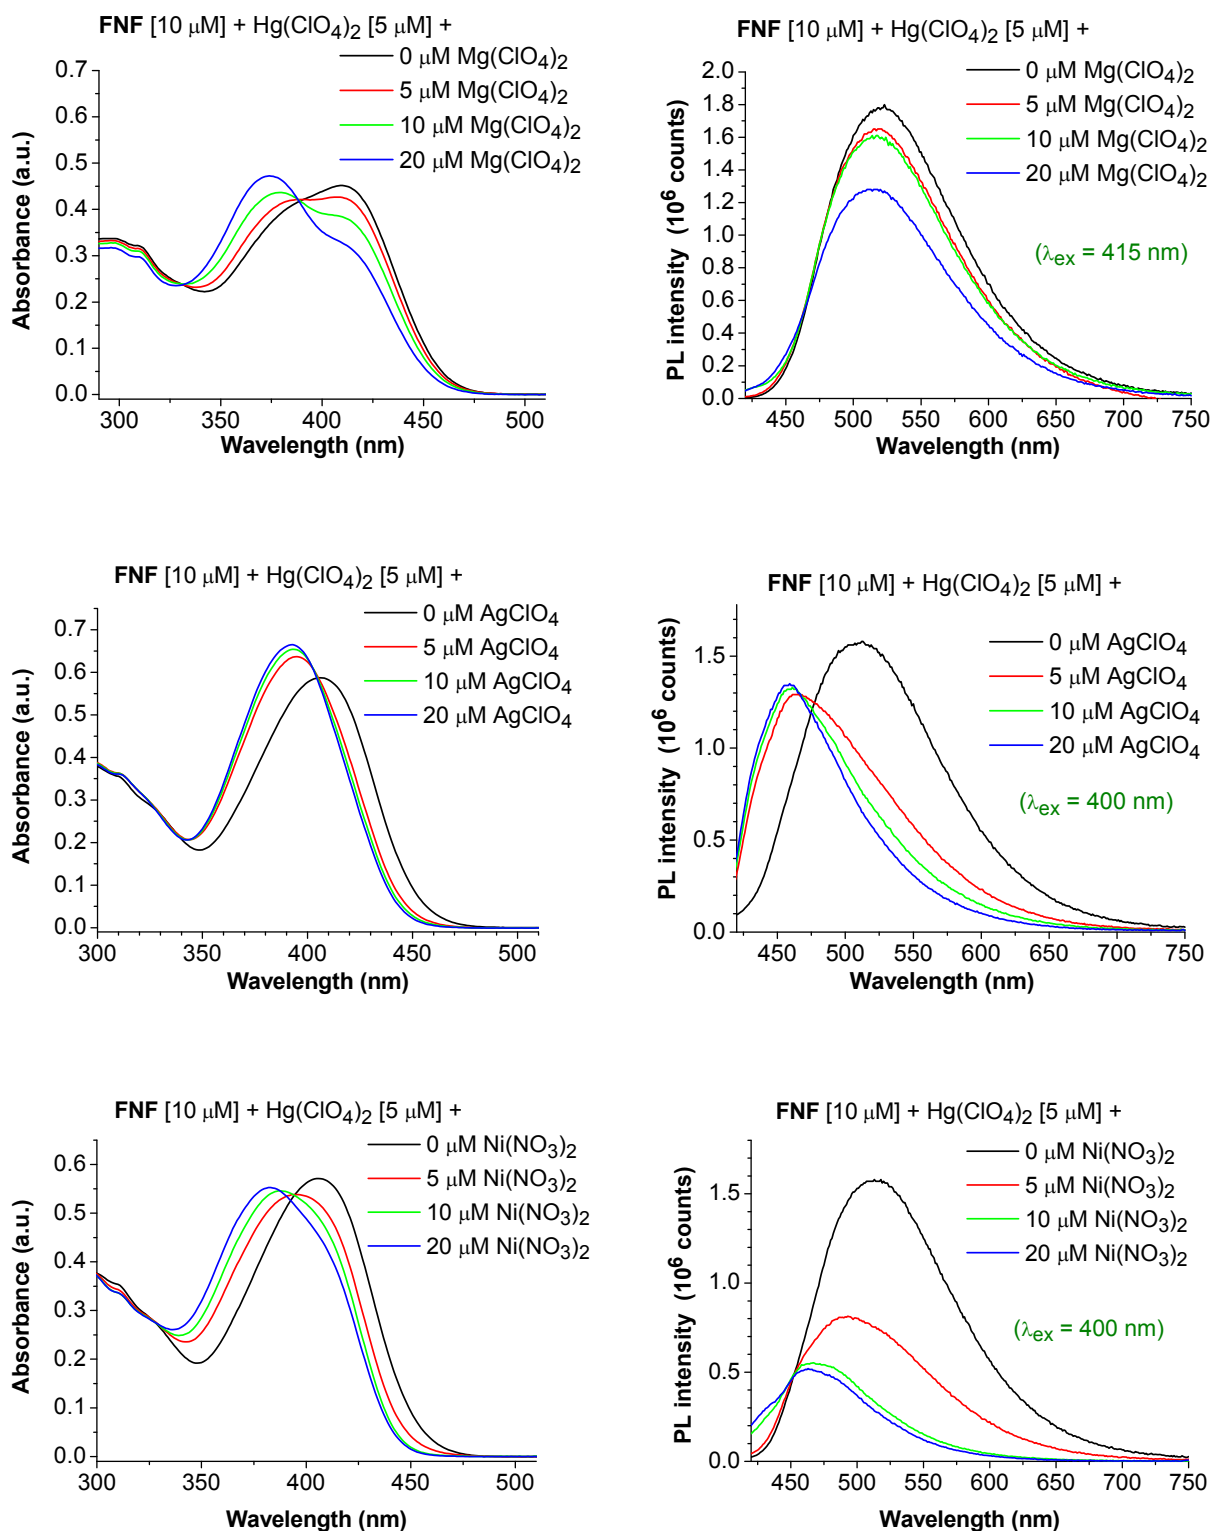 FNF [10 μM] + Hg(ClO4)2 [5 μM] +
0 μM Mg(ClO4)2
5 μM Mg(ClO4)2
10 μM Mg(ClO4)2
20 μM Mg(ClO4)2
0.7
0.6
0.5
0.4
0.3
0.2
0.1
0.0
Absorbance (a.u.)
300 350 400 450 500
Wavelength (nm)
FNF [10 μM] + Hg(ClO4)2 [5 μM] +
0 μM Mg(ClO4)2
5 μM Mg(ClO4)2
10 μM Mg(ClO4)2
20 μM Mg(ClO4)2
(λex = 415 nm)
2.0
1.8
1.6
1.4
1.2
1.0
0.8
0.6
0.4
0.2
0.0
PL intensity (10^6 counts)
450 500 550 600 650 700 750
Wavelength (nm)
FNF [10 μM] + Hg(ClO4)2 [5 μM] +
0 μM AgClO4
5 μM AgClO4
10 μM AgClO4
20 μM AgClO4
0.7
0.6
0.5
0.4
0.3
0.2
0.1
0.0
Absorbance (a.u.)
300 350 400 450 500
Wavelength (nm)
FNF [10 μM] + Hg(ClO4)2 [5 μM] +
0 μM AgClO4
5 μM AgClO4
10 μM AgClO4
20 μM AgClO4
(λex = 400 nm)
1.5
1.0
0.5
0.0
PL intensity (10^6 counts)
450 500 550 600 650 700 750
Wavelength (nm)
FNF [10 μM] + Hg(ClO4)2 [5 μM] +
0 μM Ni(NO3)2
5 μM Ni(NO3)2
10 μM Ni(NO3)2
20 μM Ni(NO3)2
0.6
0.5
0.4
0.3
0.2
0.1
0.0
Absorbance (a.u.)
300 350 400 450 500
Wavelength (nm)
FNF [10 μM] + Hg(ClO4)2 [5 μM] +
0 μM Ni(NO3)2
5 μM Ni(NO3)2
10 μM Ni(NO3)2
20 μM Ni(NO3)2
(λex = 400 nm)
1.5
1.0
0.5
0.0
PL intensity (10^6 counts)
450 500 550 600 650 700 750
Wavelength (nm)